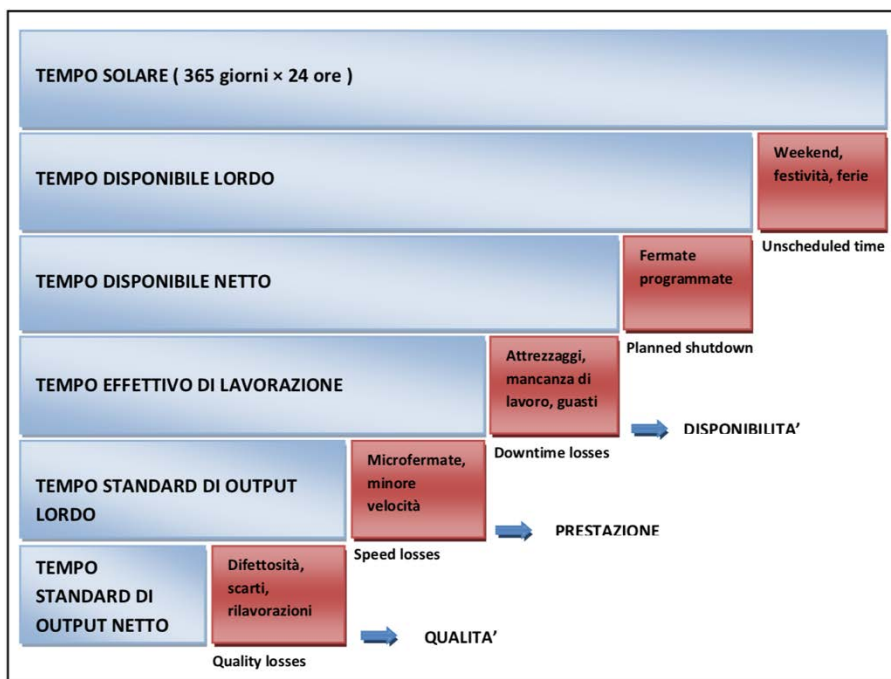 TEMPO SOLARE ( 365 giorni × 24 ore )
TEMPO DISPONIBILE LORDO
Weekend,
festività, ferie
Unscheduled time
TEMPO DISPONIBILE NETTO
Fermate
programmate
Planned shutdown
TEMPO EFFETTIVO DI LAVORAZIONE
Attrezzaggi,
mancanza di
lavoro, guasti
Downtime losses
DISPONIBILITA’
TEMPO STANDARD DI OUTPUT
LORDO
Microfermate,
minore
velocità
Speed losses
PRESTAZIONE
TEMPO
STANDARD DI
OUTPUT NETTO
Difettosità,
scarti,
rilavorazioni
Quality losses
QUALITA’